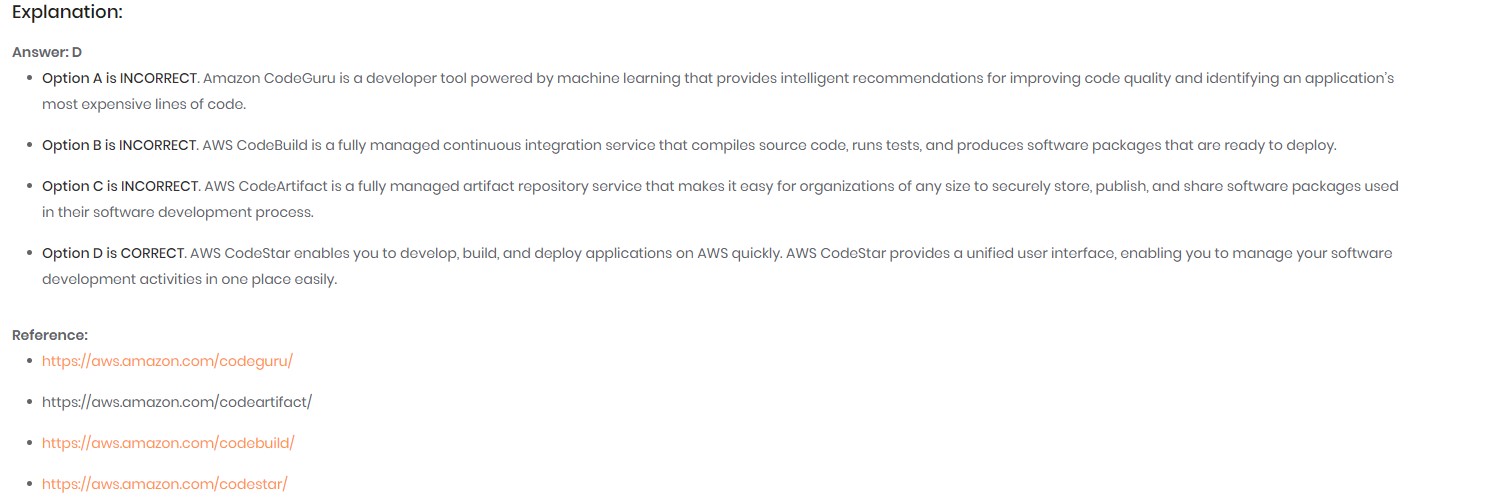 Explanation:
Answer: D
• Option A is INCORRECT. Amazon CodeGuru is a developer tool powered by machine learning that provides intelligent recommendations for improving code quality and identifying an application's
most expensive lines of code.
• Option B is INCORRECT. AWS CodeBuild is a fully managed continuous integration service that compiles source code, runs tests, and produces software packages that are ready to deploy.
• Option C is INCORRECT. AWS CodeArtifact is a fully managed artifact repository service that makes it easy for organizations of any size to securely store, publish, and share software packages used
in their software development process.
• Option D is CORRECT. AWS CodeStar enables you to develop, build, and deploy applications on AWS quickly. AWS CodeStar provides a unified user interface, enabling you to manage your software
development activities in one place easily.
Reference:
• https://aws.amazon.com/codeguru/
• https://aws.amazon.com/codeartifact/
• https://aws.amazon.com/codebuild/
• https://aws.amazon.com/codestar/